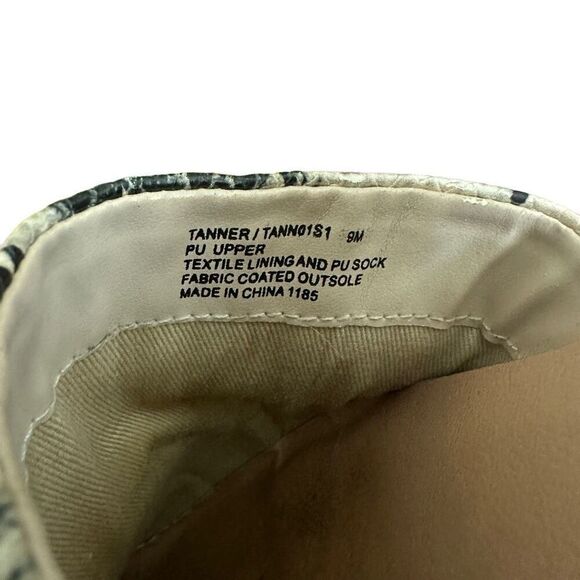 TANNER / TANN01S1 9M
PU UPPER
TEXTILE LINING AND PU SOCK
FABRIC COATED OUTSOLE
MADE IN CHINA 1185